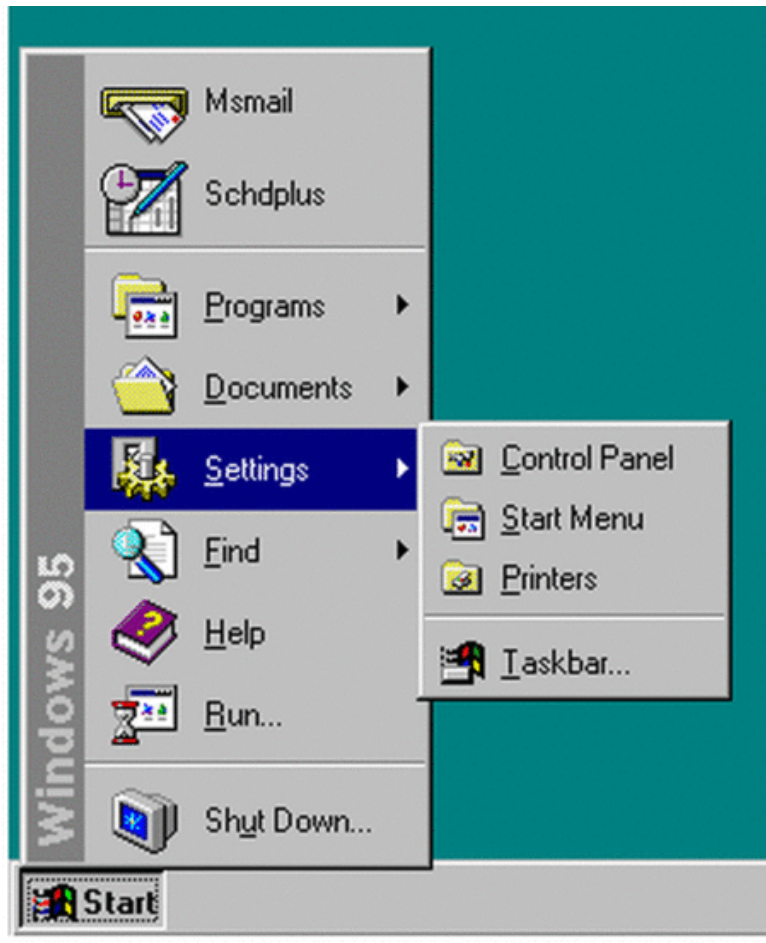 Msmail
Schdplus
Programs
Documents
Settings
Find
Help
Run...
Shut Down...
Windows 95
Control Panel
Start Menu
Printers
Taskbar...
Start